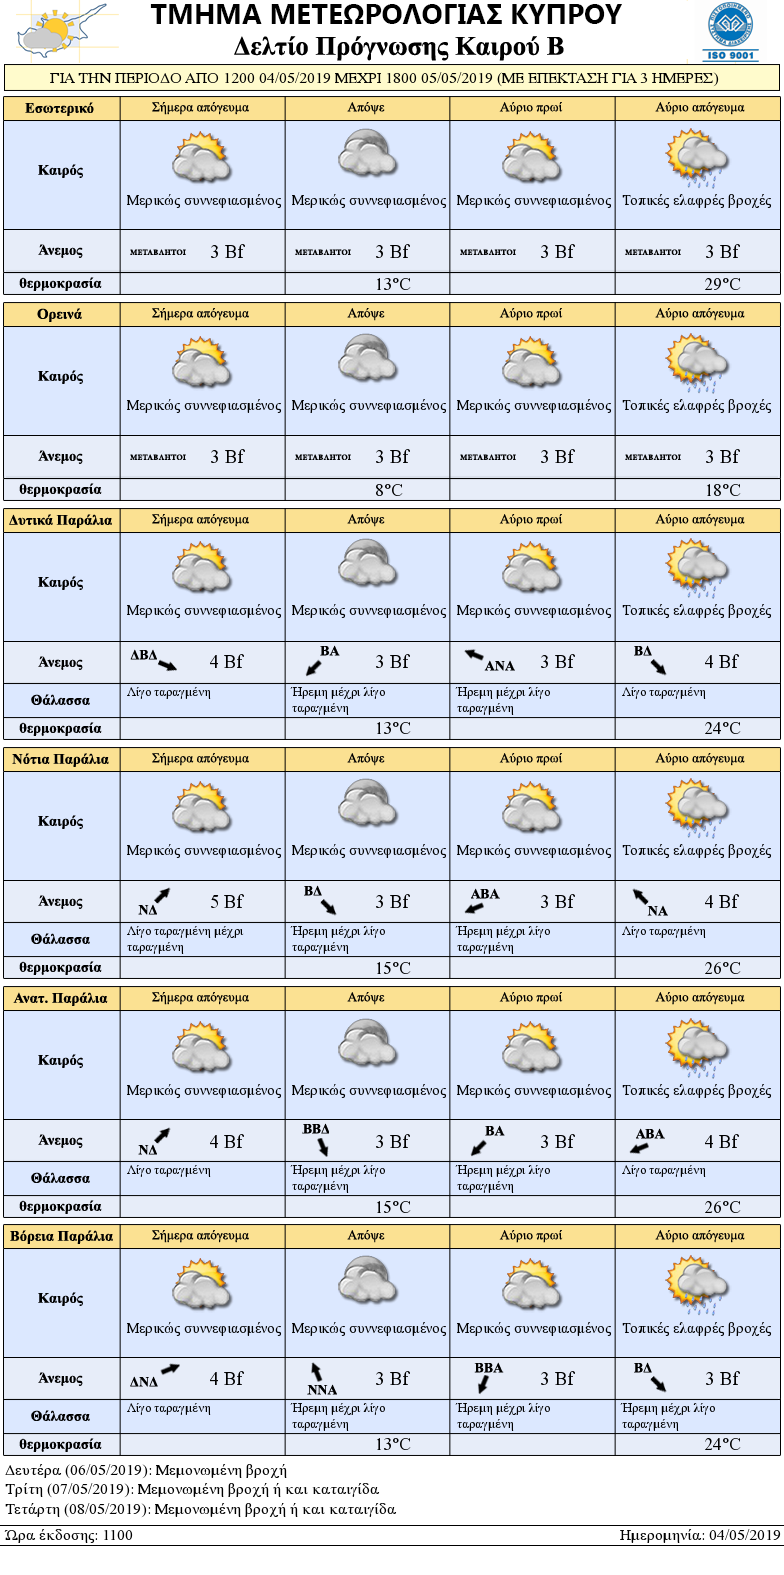 ΤΜΗΜΑ ΜΕΤΕΩΡΟΛΟΓΙΑΣ ΚΥΠΡΟΥ
Δελτίο Πρόγνωσης Καιρού Β
ISO 9001
ΓΙΑ ΤΗΝ ΠΕΡΙΟΔΟ ΑΠΟ 1200 04/05/2019 ΜΕΧΡΙ 1800 05/05/2019 (ΜΕ ΕΠΕΚΤΑΣΗ ΓΙΑ 3 ΗΜΕΡΕΣ)
Εσωτερικό Σήμερα απόγευμα Απόψε Αύριο πρωί Αύριο απόγευμα
Καιρός Μερικώς συννεφιασμένος Μερικώς συννεφιασμένος Μερικώς συννεφιασμένος Τοπικές ελαφρές βροχές
Άνεμος ΜΕΤΑΒΛΗΤΟΙ 3 Bf ΜΕΤΑΒΛΗΤΟΙ 3 Bf ΜΕΤΑΒΛΗΤΟΙ 3 Bf ΜΕΤΑΒΛΗΤΟΙ 3 Bf
θερμοκρασία 13°C 29°C
Ορεινά Σήμερα απόγευμα Απόψε Αύριο πρωί Αύριο απόγευμα
Καιρός Μερικώς συννεφιασμένος Μερικώς συννεφιασμένος Μερικώς συννεφιασμένος Τοπικές ελαφρές βροχές
Άνεμος ΜΕΤΑΒΛΗΤΟΙ 3 Bf ΜΕΤΑΒΛΗΤΟΙ 3 Bf ΜΕΤΑΒΛΗΤΟΙ 3 Bf ΜΕΤΑΒΛΗΤΟΙ 3 Bf
θερμοκρασία 8°C 18°C
Δυτικά Παράλια Σήμερα απόγευμα Απόψε Αύριο πρωί Αύριο απόγευμα
Καιρός Μερικώς συννεφιασμένος Μερικώς συννεφιασμένος Μερικώς συννεφιασμένος Τοπικές ελαφρές βροχές
Άνεμος ΔΒΔ 4 Bf ΒΑ 3 Bf ΑΝΑ 3 Bf ΒΔ 4 Bf
Θάλασσα Λίγο ταραγμένη Ήρεμη μέχρι λίγο ταραγμένη Ήρεμη μέχρι λίγο ταραγμένη Λίγο ταραγμένη
θερμοκρασία 13°C 24°C
Νότια Παράλια Σήμερα απόγευμα Απόψε Αύριο πρωί Αύριο απόγευμα
Καιρός Μερικώς συννεφιασμένος Μερικώς συννεφιασμένος Μερικώς συννεφιασμένος Τοπικές ελαφρές βροχές
Άνεμος ΝΔ 5 Bf ΒΔ 3 Bf ΑΒΑ 3 Bf ΝΑ 4 Bf
Θάλασσα Λίγο ταραγμένη μέχρι ταραγμένη Ήρεμη μέχρι λίγο ταραγμένη Ήρεμη μέχρι λίγο ταραγμένη Λίγο ταραγμένη
θερμοκρασία 15°C 26°C
Ανατ. Παράλια Σήμερα απόγευμα Απόψε Αύριο πρωί Αύριο απόγευμα
Καιρός Μερικώς συννεφιασμένος Μερικώς συννεφιασμένος Μερικώς συννεφιασμένος Τοπικές ελαφρές βροχές
Άνεμος ΝΔ 4 Bf ΒΒΔ 3 Bf ΒΑ 3 Bf ΑΒΑ 4 Bf
Θάλασσα Λίγο ταραγμένη Ήρεμη μέχρι λίγο ταραγμένη Ήρεμη μέχρι λίγο ταραγμένη Λίγο ταραγμένη
θερμοκρασία 15°C 26°C
Βόρεια Παράλια Σήμερα απόγευμα Απόψε Αύριο πρωί Αύριο απόγευμα
Καιρός Μερικώς συννεφιασμένος Μερικώς συννεφιασμένος Μερικώς συννεφιασμένος Τοπικές ελαφρές βροχές
Άνεμος ΔΝΔ 4 Bf ΝΝΑ 3 Bf ΒΒΑ 3 Bf ΒΔ 3 Bf
Θάλασσα Λίγο ταραγμένη Ήρεμη μέχρι λίγο ταραγμένη Ήρεμη μέχρι λίγο ταραγμένη Ήρεμη μέχρι λίγο ταραγμένη
θερμοκρασία 13°C 24°C
Δευτέρα (06/05/2019): Μεμονωμένη βροχή
Τρίτη (07/05/2019): Μεμονωμένη βροχή ή και καταιγίδα
Τετάρτη (08/05/2019): Μεμονωμένη βροχή ή και καταιγίδα
Ώρα έκδοσης: 1100 Ημερομηνία: 04/05/2019